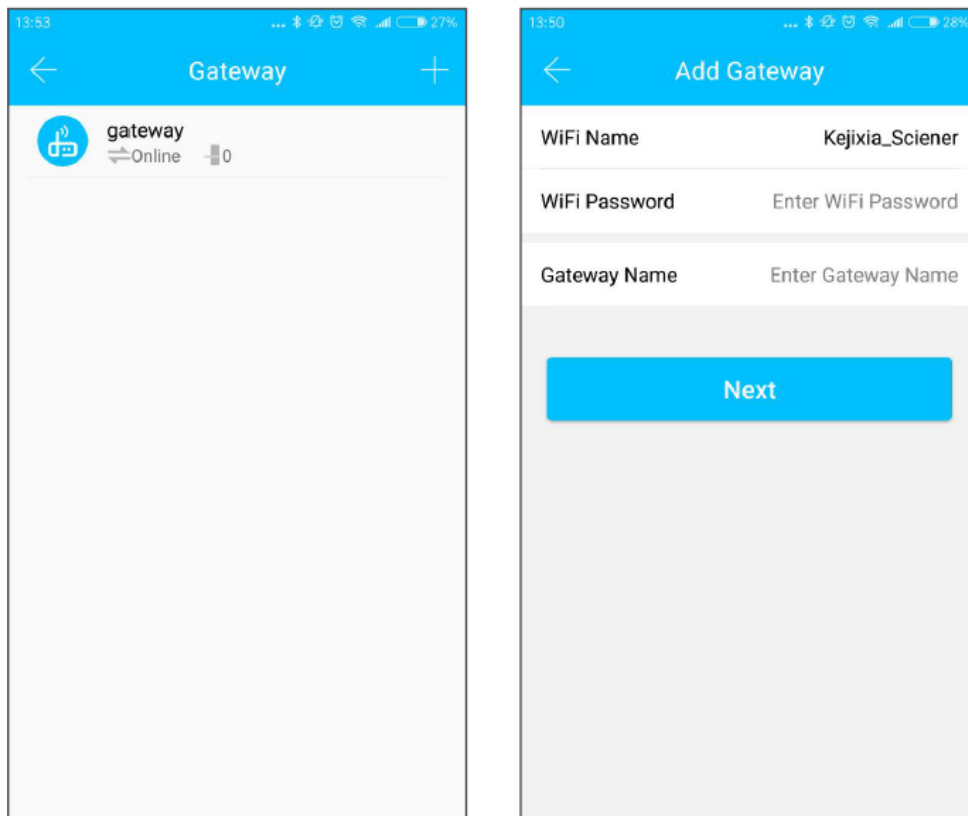 13:53
... 27%
Gateway
gateway
Online 0
13:50
... 28%
Add Gateway
WiFi Name Kejixia_Sciener
WiFi Password Enter WiFi Password
Gateway Name Enter Gateway Name
Next